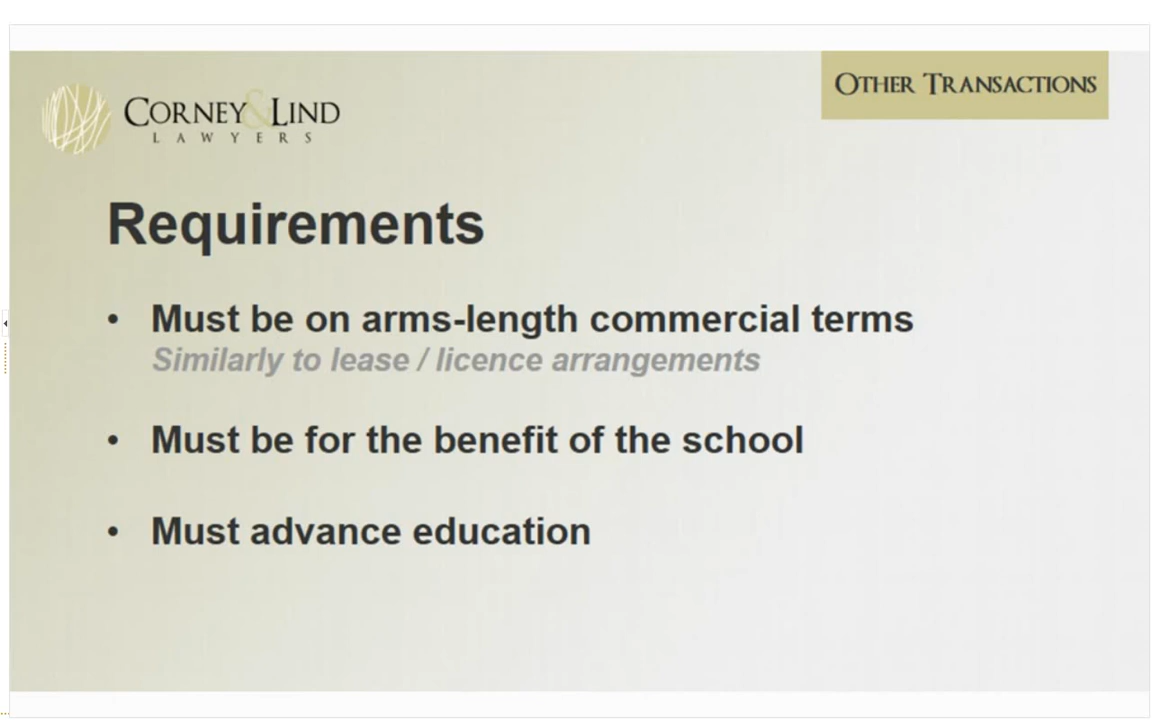 CORNEY&LIND
LAWYERS
OTHER TRANSACTIONS
Requirements
• Must be on arms-length commercial terms
Similarly to lease / licence arrangements
• Must be for the benefit of the school
• Must advance education